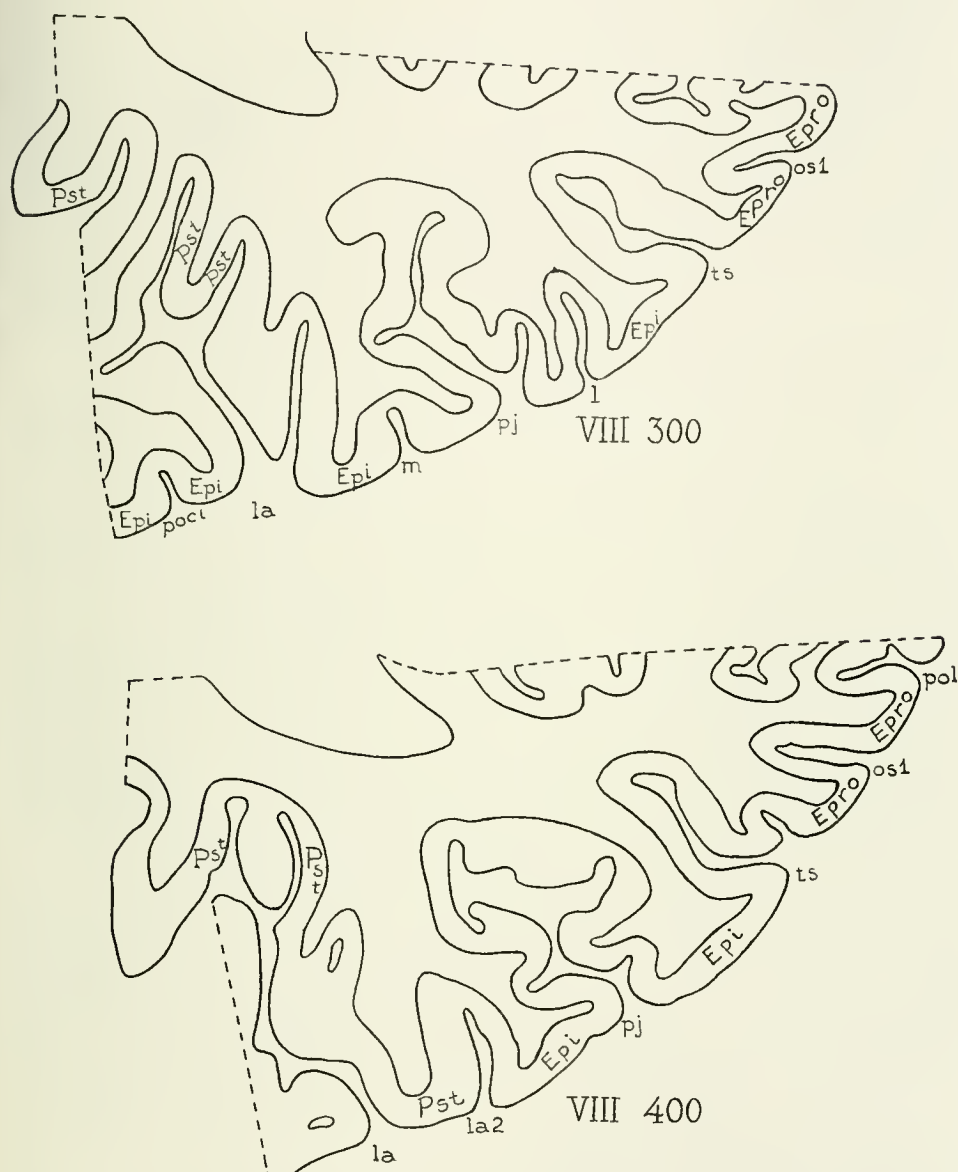 Epro
Pst
os1
Epro
Pst
Pst
ts
Epi
l
pj
VIII 300
Epi
m
Epi
Epi
poci
la
pol
Epro
os1
Epro
Pst
Pst
ts
Epi
pj
Epi
Pst
la2
VIII 400
la